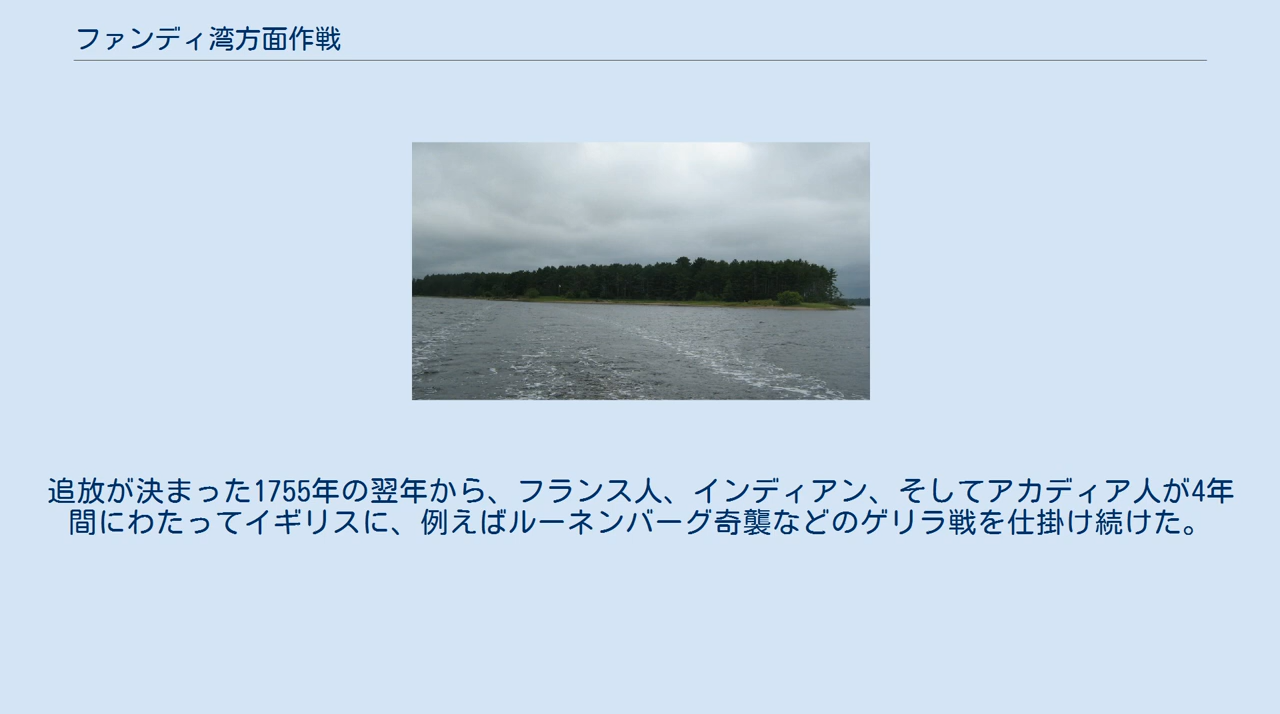 ファンディ湾方面作戦
追放が決まった1755年の翌年から、フランス人、インディアン、そしてアカディア人が4年
間にわたってイギリスに、例えばルーネンバーグ奇襲などのゲリラ戦を仕掛け続けた。